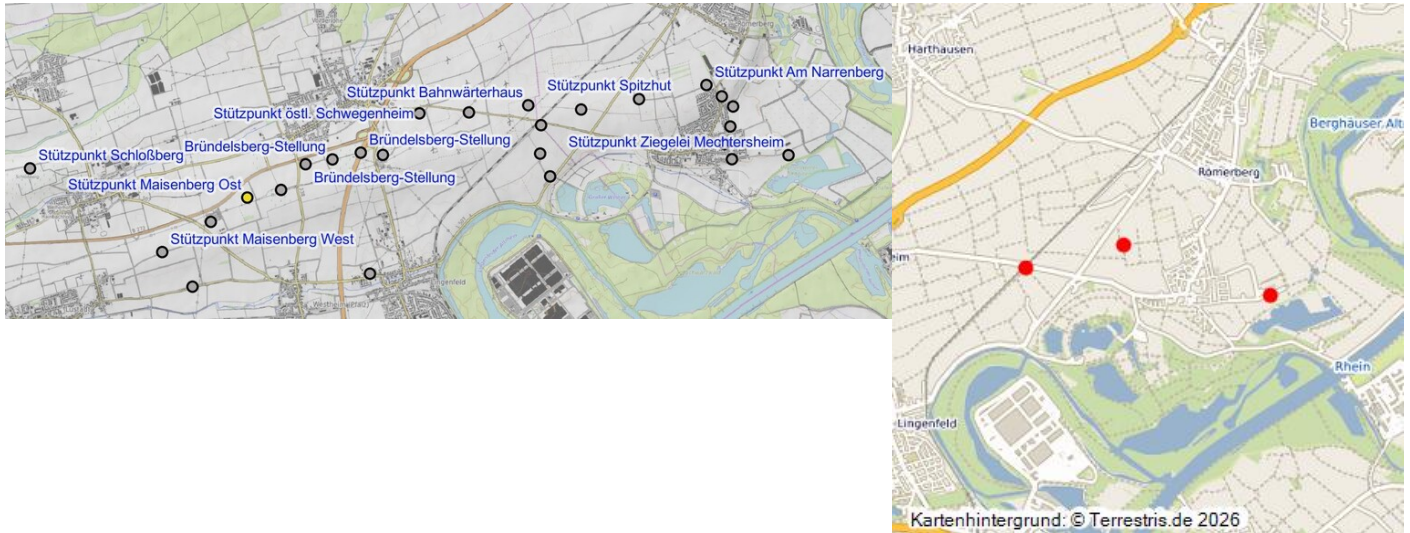 Stützpunkt Am Narrenberg
Stützpunkt Spitzhut
Stützpunkt Bahnwärterhaus
Stützpunkt östl. Schwegenheim
Bründelsberg-Stellung
Bründelsberg-Stellung
Stützpunkt Ziegelei Mechtersheim
Stützpunkt Schloßberg
Bründelsberg-Stellung
Stützpunkt Maisenberg Ost
Stützpunkt Maisenberg West
Harthausen
Berghäuser Alt
Römerberg
eim
Rhein
Lingenfeld
Kartenhintergrund: © Terrestris.de 2026